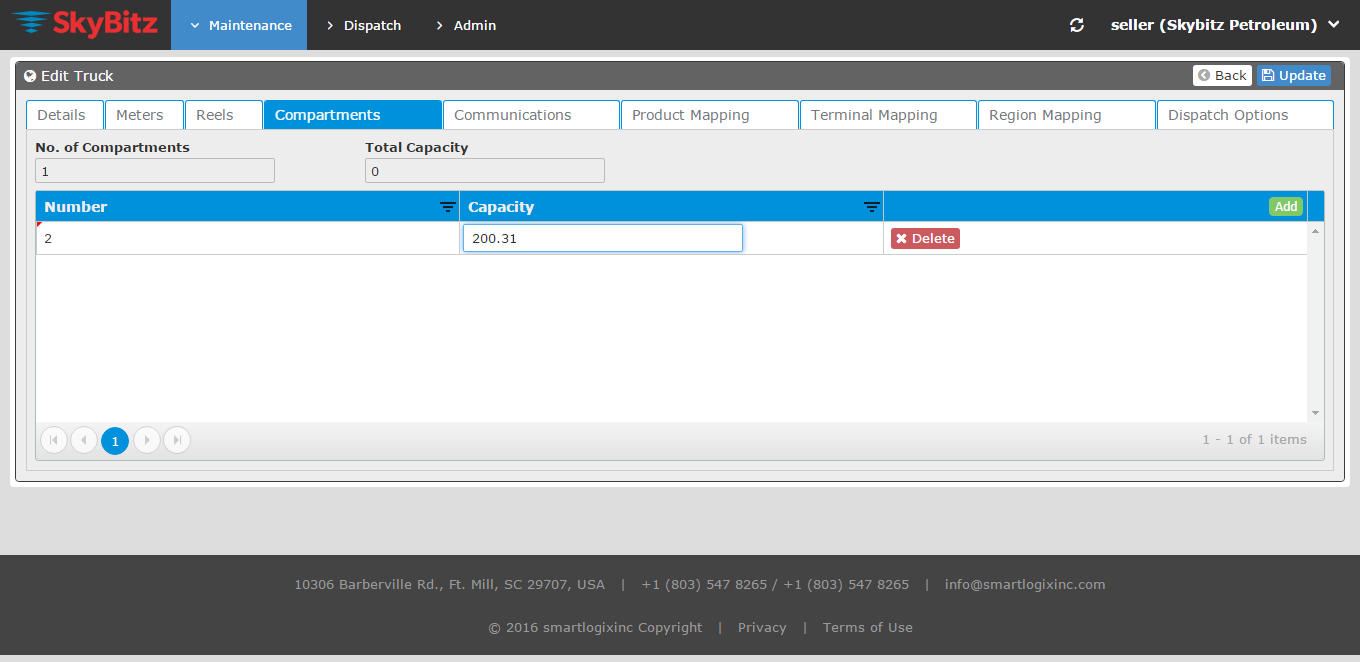 SkyBitz Maintenance Dispatch Admin seller (Skybitz Petroleum)
Edit Truck Back Update
Details Meters Reels Compartments Communications Product Mapping Terminal Mapping Region Mapping Dispatch Options
No. of Compartments Total Capacity
1 0
Number Capacity Add
2 200.31 Delete
1 1 - 1 of 1 items
10306 Barberville Rd., Ft. Mill, SC 29707, USA | +1 (803) 547 8265 / +1 (803) 547 8265 | info@smartlogixinc.com
© 2016 smartlogixinc Copyright | Privacy | Terms of Use